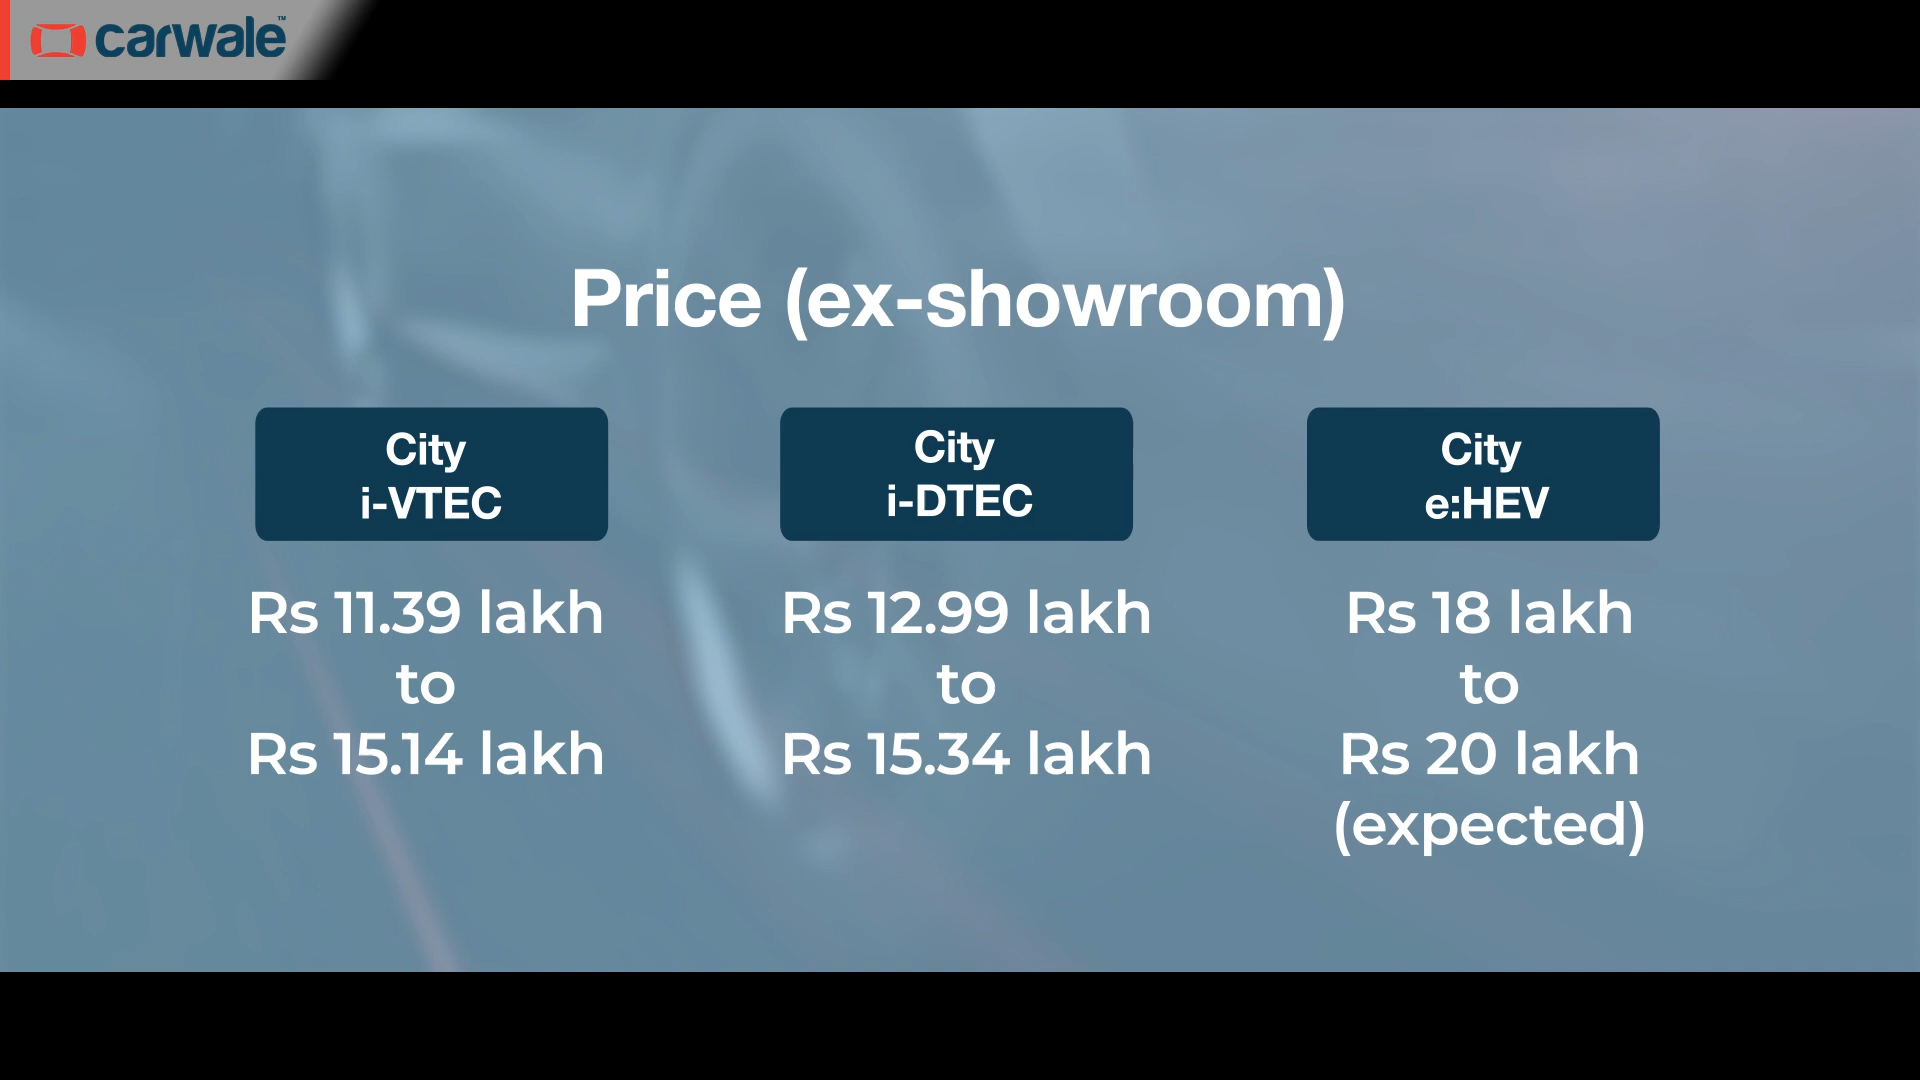 carwale™
Price (ex-showroom)
City
i-VTEC
Rs 11.39 lakh
to
Rs 15.14 lakh
City
i-DTEC
Rs 12.99 lakh
to
Rs 15.34 lakh
City
e:HEV
Rs 18 lakh
to
Rs 20 lakh
(expected)